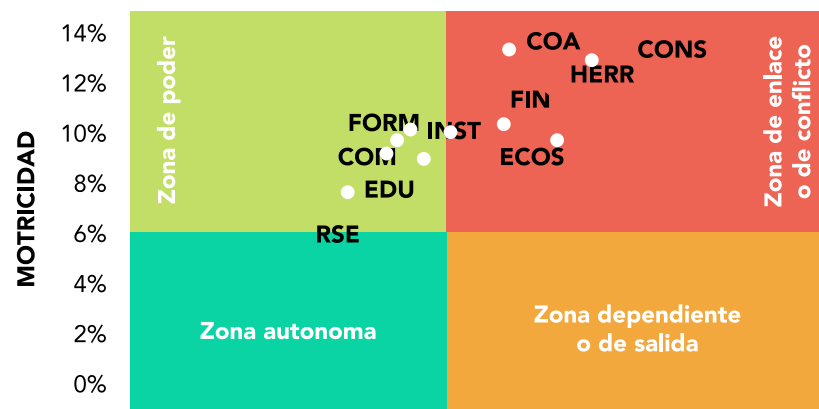 14%
12%
10%
8%
6%
4%
2%
0%
MOTRICIDAD
Zona de poder
Zona de enlace
o de conflicto
COA
CONS
HERR
FIN
FORM
INST
COM
ECOS
EDU
RSE
Zona autonoma
Zona dependiente
o de salida